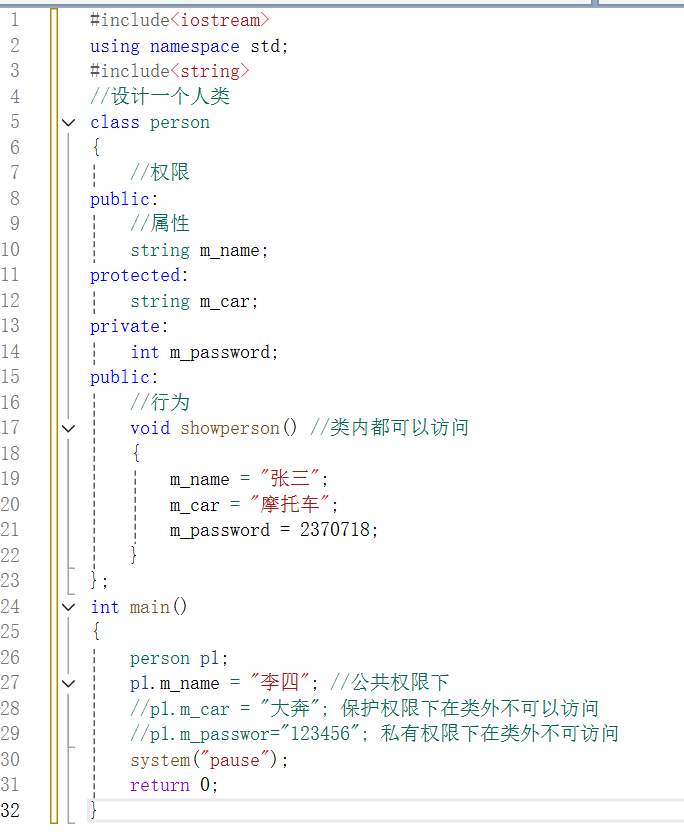 1 #include<iostream>
2 using namespace std;
3 #include<string>
4 //设计一个人类
5 class person
6 {
7 //权限
8 public:
9 //属性
10 string m_name;
11 protected:
12 string m_car;
13 private:
14 int m_password;
15 public:
16 //行为
17 void showperson() //类内都可以访问
18 {
19 m_name = "张三";
20 m_car = "摩托车";
21 m_password = 2370718;
22 }
23 };
24 int main()
25 {
26 person p1;
27 p1.m_name = "李四"; //公共权限下
28 //p1.m_car = "大奔"; 保护权限下在类外不可以访问
29 //p1.m_passwor="123456"; 私有权限下在类外不可访问
30 system("pause");
31 return 0;
32 }